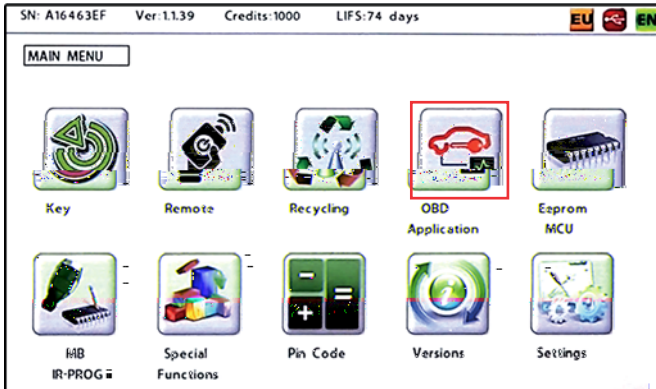 SN: A16463EF Ver:1.1.39 Credits:1000 LIFS:74 days EU EN
MAIN MENU
Key Remote Recycling OBD Application Eeprom MCU
MB IR-PROG Special Functions Pin Code Versions Settings